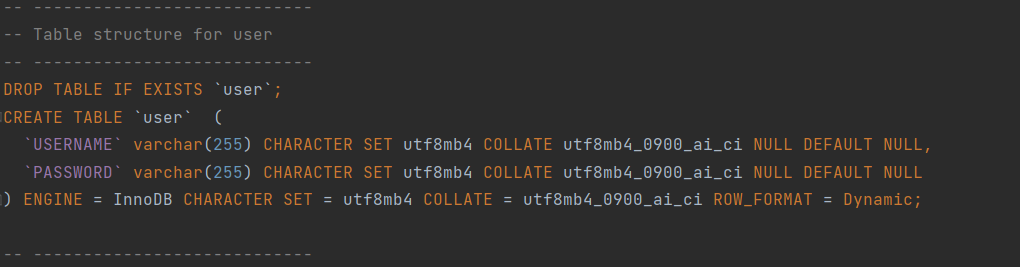 -- ----------------------------
-- Table structure for user
-- ----------------------------
DROP TABLE IF EXISTS `user`;
CREATE TABLE `user`  (
  `USERNAME` varchar(255) CHARACTER SET utf8mb4 COLLATE utf8mb4_0900_ai_ci NULL DEFAULT NULL,
  `PASSWORD` varchar(255) CHARACTER SET utf8mb4 COLLATE utf8mb4_0900_ai_ci NULL DEFAULT NULL
) ENGINE = InnoDB CHARACTER SET = utf8mb4 COLLATE = utf8mb4_0900_ai_ci ROW_FORMAT = Dynamic;
-- ----------------------------